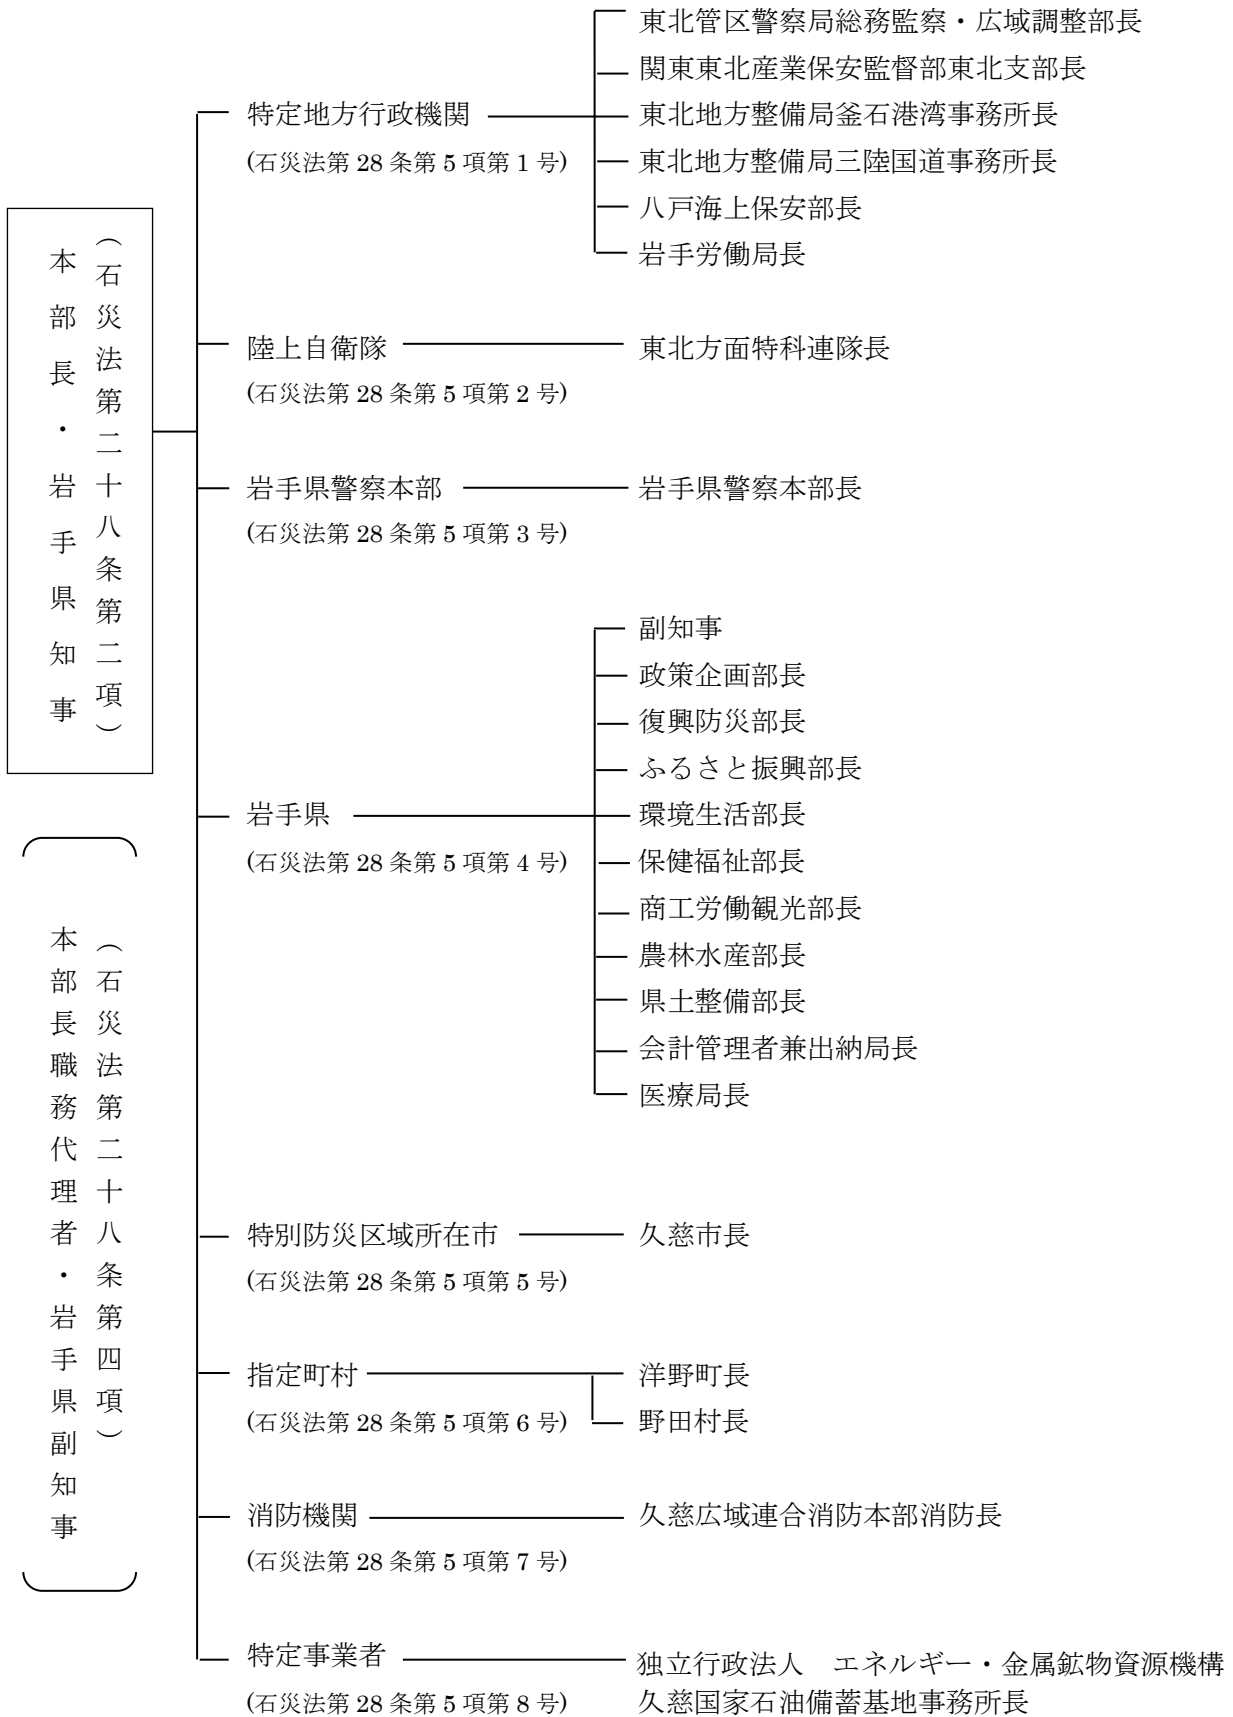 本部長・岩手県知事
（石災法第二十八条第二項）
本部長職務代理者・岩手県副知事
（石災法第二十八条第四項）
特定地方行政機関
(石災法第 28 条第 5 項第 1 号)
東北管区警察局総務監察・広域調整部長
関東東北産業保安監督部東北支部長
東北地方整備局釜石港湾事務所長
東北地方整備局三陸国道事務所長
八戸海上保安部長
岩手労働局長
陸上自衛隊
(石災法第 28 条第 5 項第 2 号)
東北方面特科連隊長
岩手県警察本部
(石災法第 28 条第 5 項第 3 号)
岩手県警察本部長
岩手県
(石災法第 28 条第 5 項第 4 号)
副知事
政策企画部長
復興防災部長
ふるさと振興部長
環境生活部長
保健福祉部長
商工労働観光部長
農林水産部長
県土整備部長
会計管理者兼出納局長
医療局長
特別防災区域所在市
(石災法第 28 条第 5 項第 5 号)
久慈市長
指定町村
(石災法第 28 条第 5 項第 6 号)
洋野町長
野田村長
消防機関
(石災法第 28 条第 5 項第 7 号)
久慈広域連合消防本部消防長
特定事業者
(石災法第 28 条第 5 項第 8 号)
独立行政法人　エネルギー・金属鉱物資源機構
久慈国家石油備蓄基地事務所長